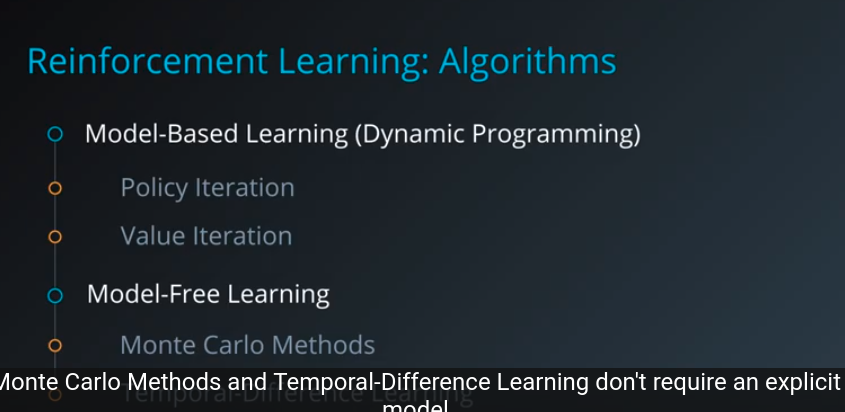 Reinforcement Learning: Algorithms
Model-Based Learning (Dynamic Programming)
Policy Iteration
Value Iteration
Model-Free Learning
Monte Carlo Methods
Temporal-Difference Learning
Monte Carlo Methods and Temporal-Difference Learning don't require an explicit
model